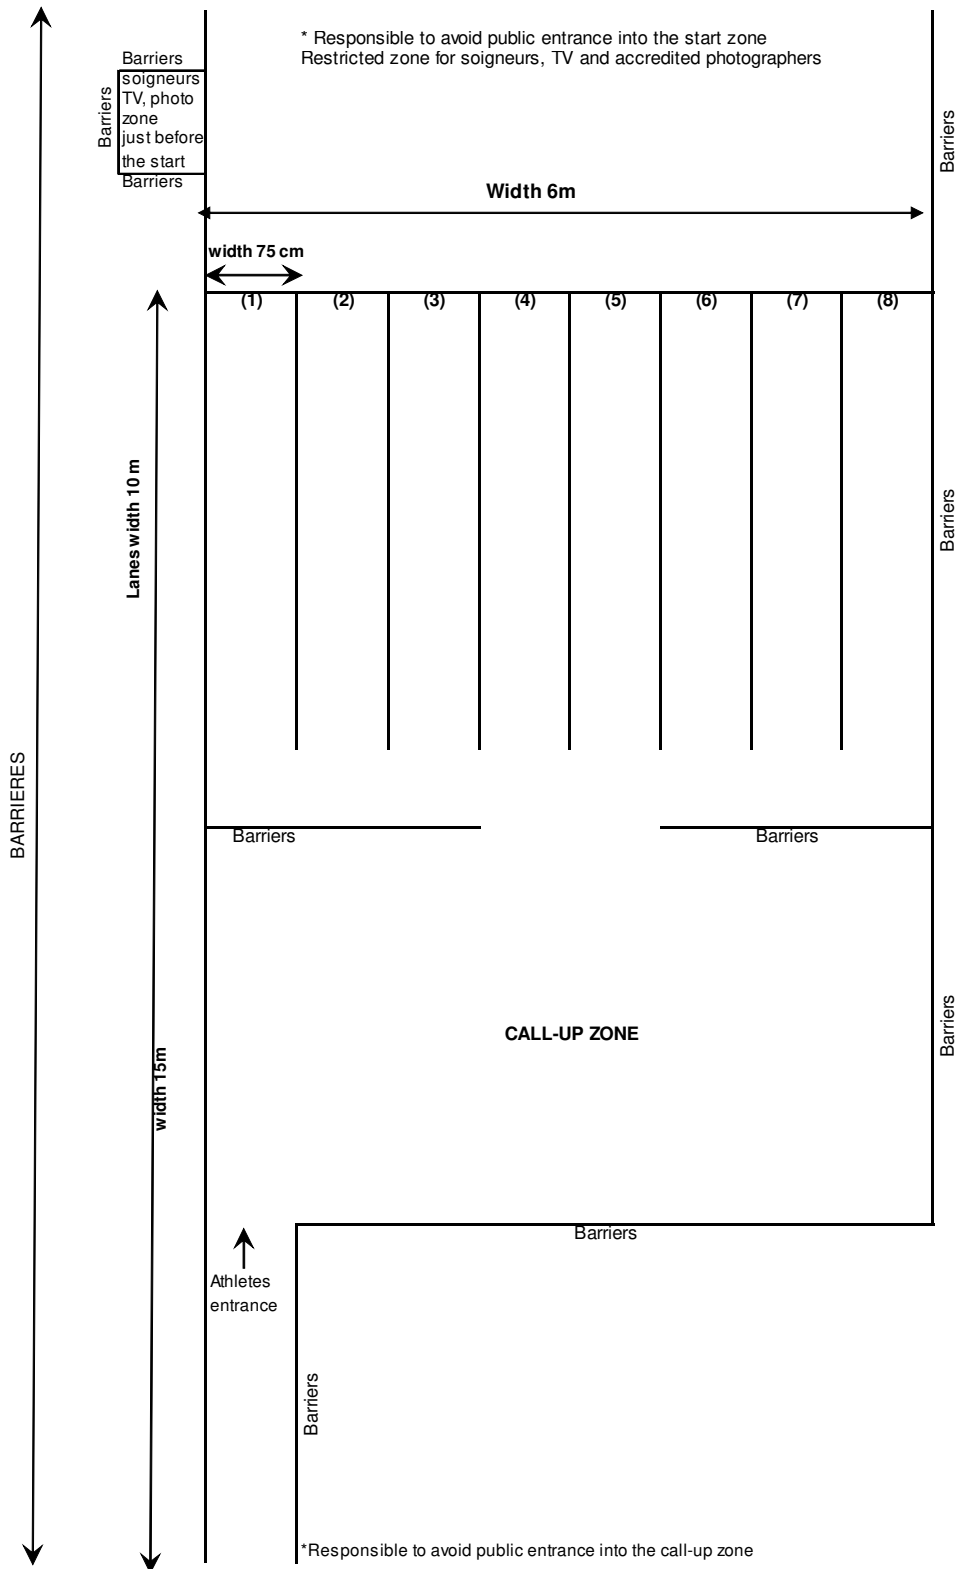 * Responsible to avoid public entrance into the start zone
Restricted zone for soigneurs, TV and accredited photographers
Barriers
soigneurs
TV, photo
zone
just before
the start
Barriers
Barriers
Barriers
Width 6m
width 75 cm
(1) (2) (3) (4) (5) (6) (7) (8)
Lanes width 10 m
Barriers
BARRIERES
Barriers
Barriers
CALL-UP ZONE
Barriers
width 15m
Barriers
Athletes
entrance
Barriers
*Responsible to avoid public entrance into the call-up zone